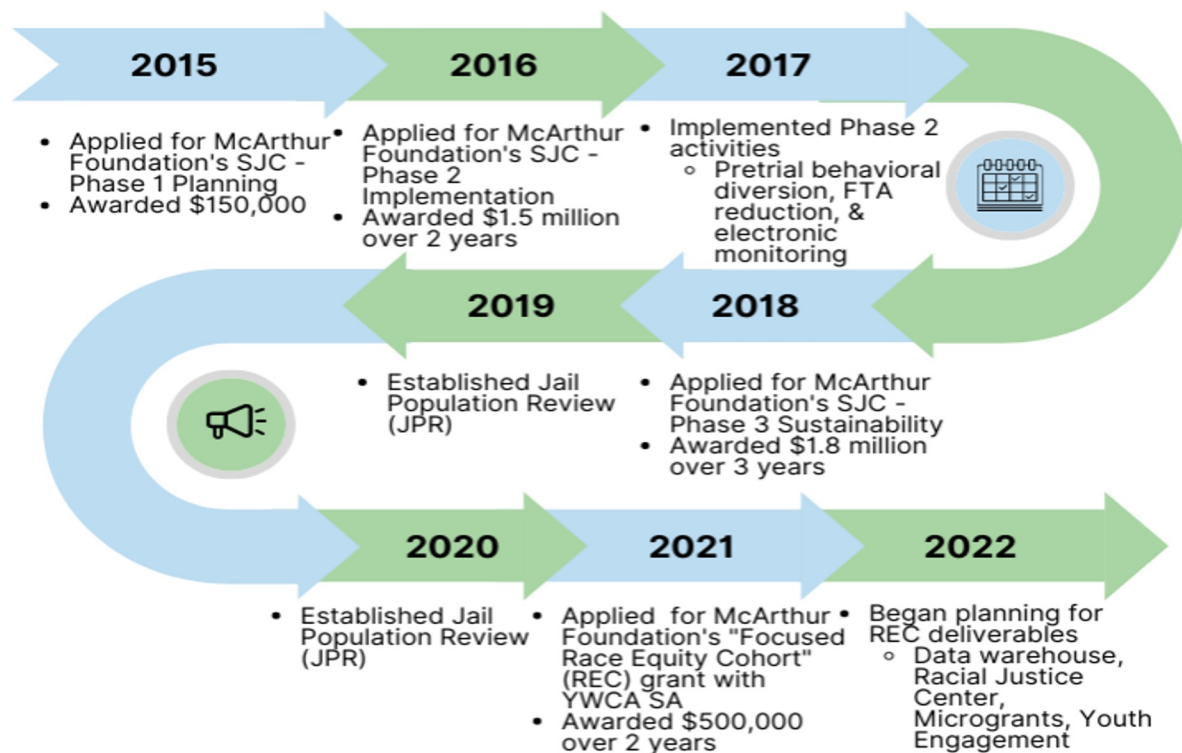 2015
• Applied for McArthur
Foundation's SJC -
Phase 1 Planning
• Awarded $150,000
2016
• Applied for McArthur
Foundation's SJC -
Phase 2
Implementation
• Awarded $1.5 million
over 2 years
2017
• Implemented Phase 2
activities
◦ Pretrial behavioral
diversion, FTA
reduction, &
electronic
monitoring
2018
• Applied for McArthur
Foundation's SJC -
Phase 3 Sustainability
• Awarded $1.8 million
over 3 years
2019
• Established Jail
Population Review
(JPR)
2020
• Established Jail
Population Review
(JPR)
2021
• Applied for McArthur
Foundation's "Focused
Race Equity Cohort"
(REC) grant with
YWCA SA
• Awarded $500,000
over 2 years
2022
• Began planning for
REC deliverables
◦ Data warehouse,
Racial Justice
Center,
Microgrants, Youth
Engagement